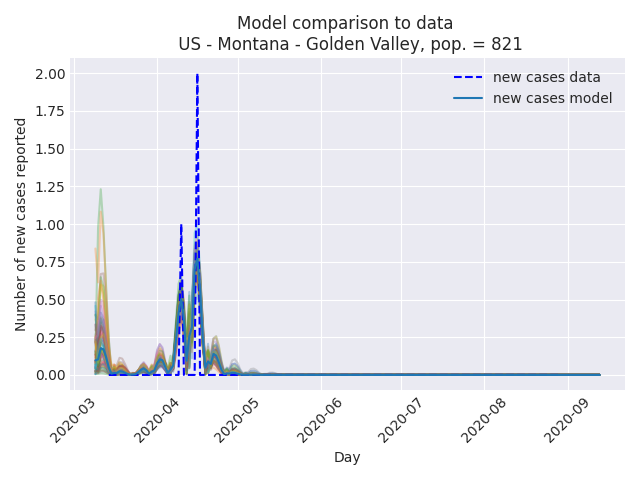 Model comparison to data
US - Montana - Golden Valley, pop. = 821
new cases data
new cases model
Number of new cases reported
2.00
1.75
1.50
1.25
1.00
0.75
0.50
0.25
0.00
2020-03
2020-04
2020-05
2020-06
2020-07
2020-08
2020-09
Day